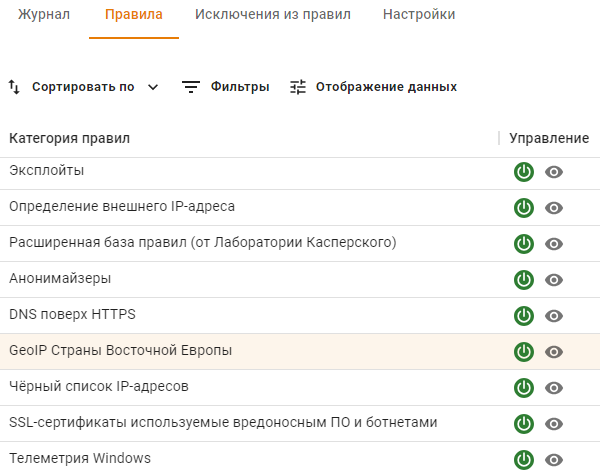 Журнал Правила Исключения из правил Настройки
Сортировать по Фильтры Отображение данных
Категория правил Управление
Эксплойты
Определение внешнего IP-адреса
Расширенная база правил (от Лаборатории Касперского)
Анонимайзеры
DNS поверх HTTPS
GeoIP Страны Восточной Европы
Чёрный список IP-адресов
SSL-сертификаты используемые вредоносным ПО и ботнетами
Телеметрия Windows